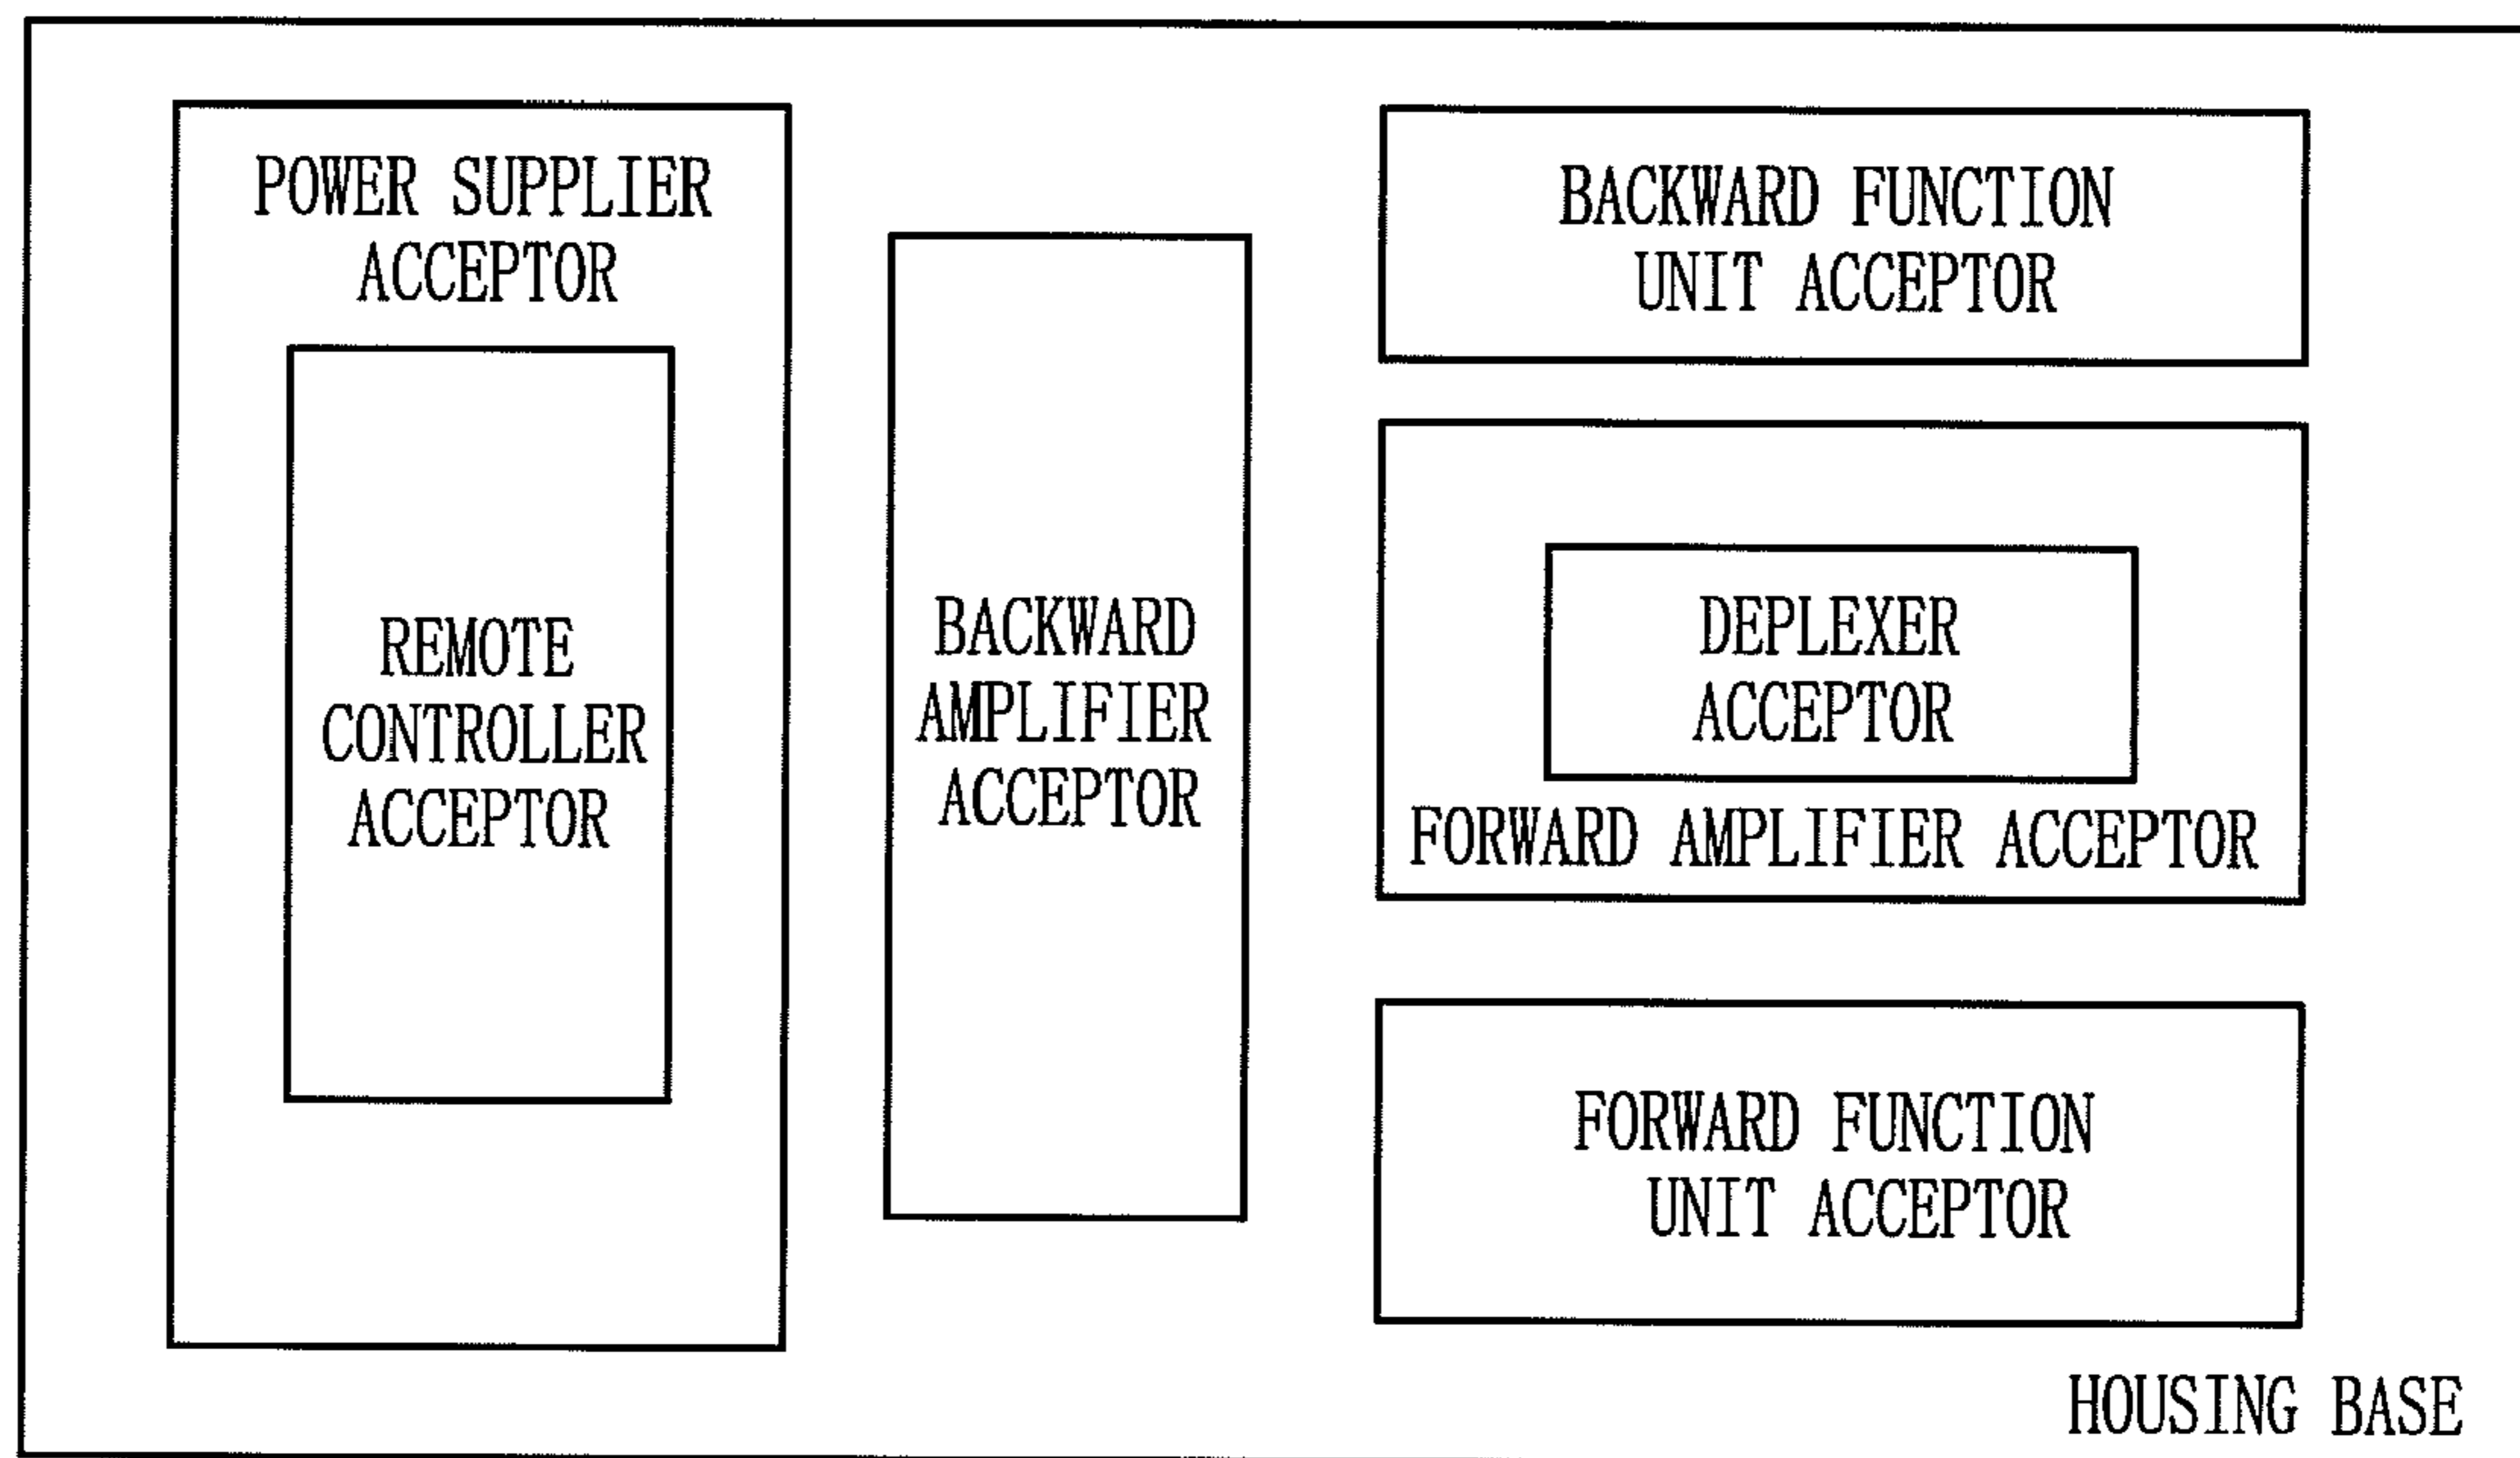 POWER SUPPLIER
ACCEPTOR
REMOTE
CONTROLLER
ACCEPTOR
BACKWARD
AMPLIFIER
ACCEPTOR
BACKWARD FUNCTION
UNIT ACCEPTOR
DEPLEXER
ACCEPTOR
FORWARD AMPLIFIER ACCEPTOR
FORWARD FUNCTION
UNIT ACCEPTOR
HOUSING BASE